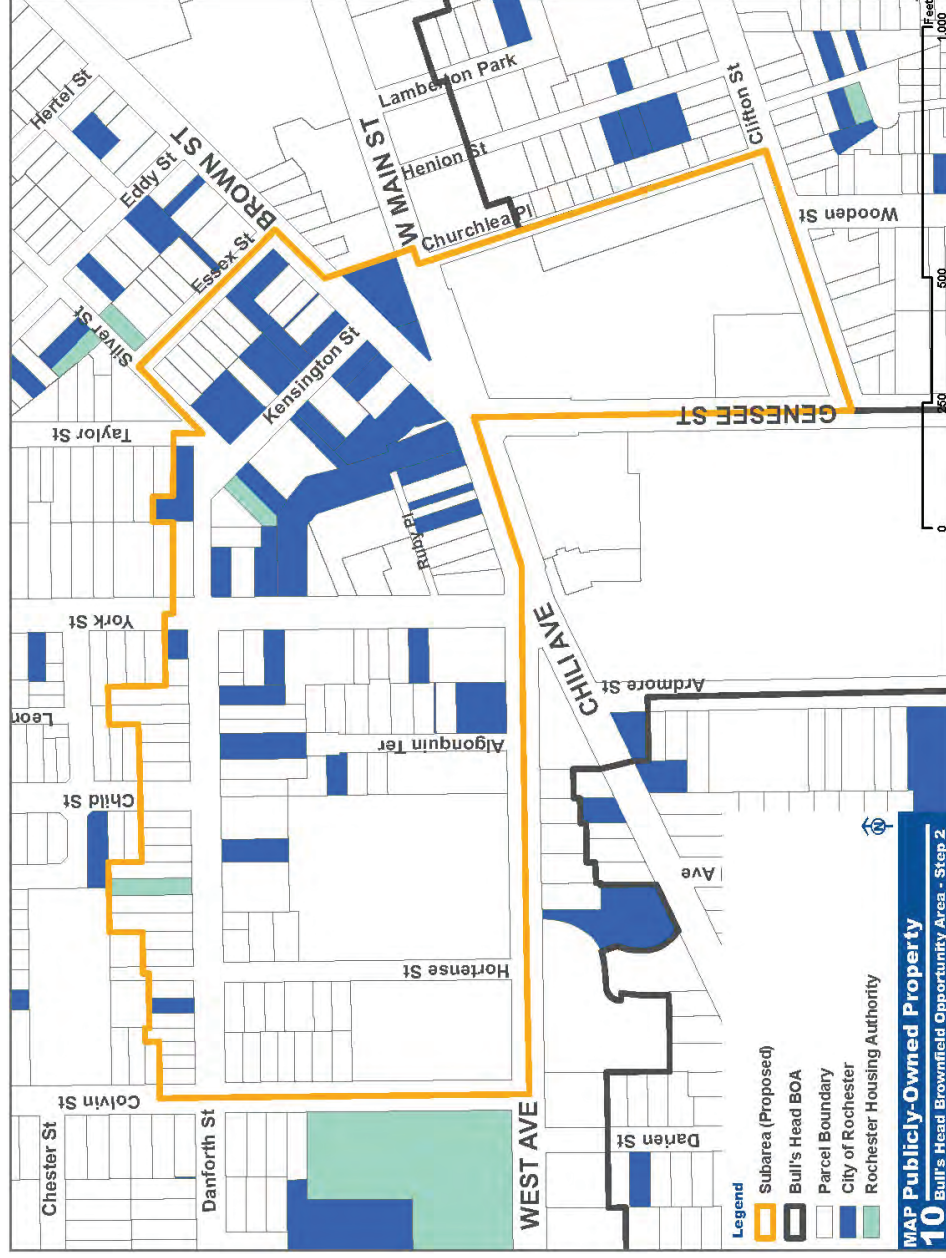 Hertel St
Eddy St
BROWN ST
Essex St
Silver St
Lamberton Park
W MAIN ST
Henion St
Churchlea Pl
Clifton St
Wooden St
Kensington St
Taylor St
GENESEE ST
Ruby Pl
York St
CHILI AVE
Ardmore St
Leon
Algonquin Ter
Child St
Ave
Hortense St
Colvin St
Chester St
Danforth St
WEST AVE
Darien St
0
250
500
1,000
Feet
N
Legend
Subarea (Proposed)
Bull's Head BOA
Parcel Boundary
City of Rochester
Rochester Housing Authority
MAP Publicly-Owned Property
10 Bull's Head Brownfield Opportunity Area - Step 2